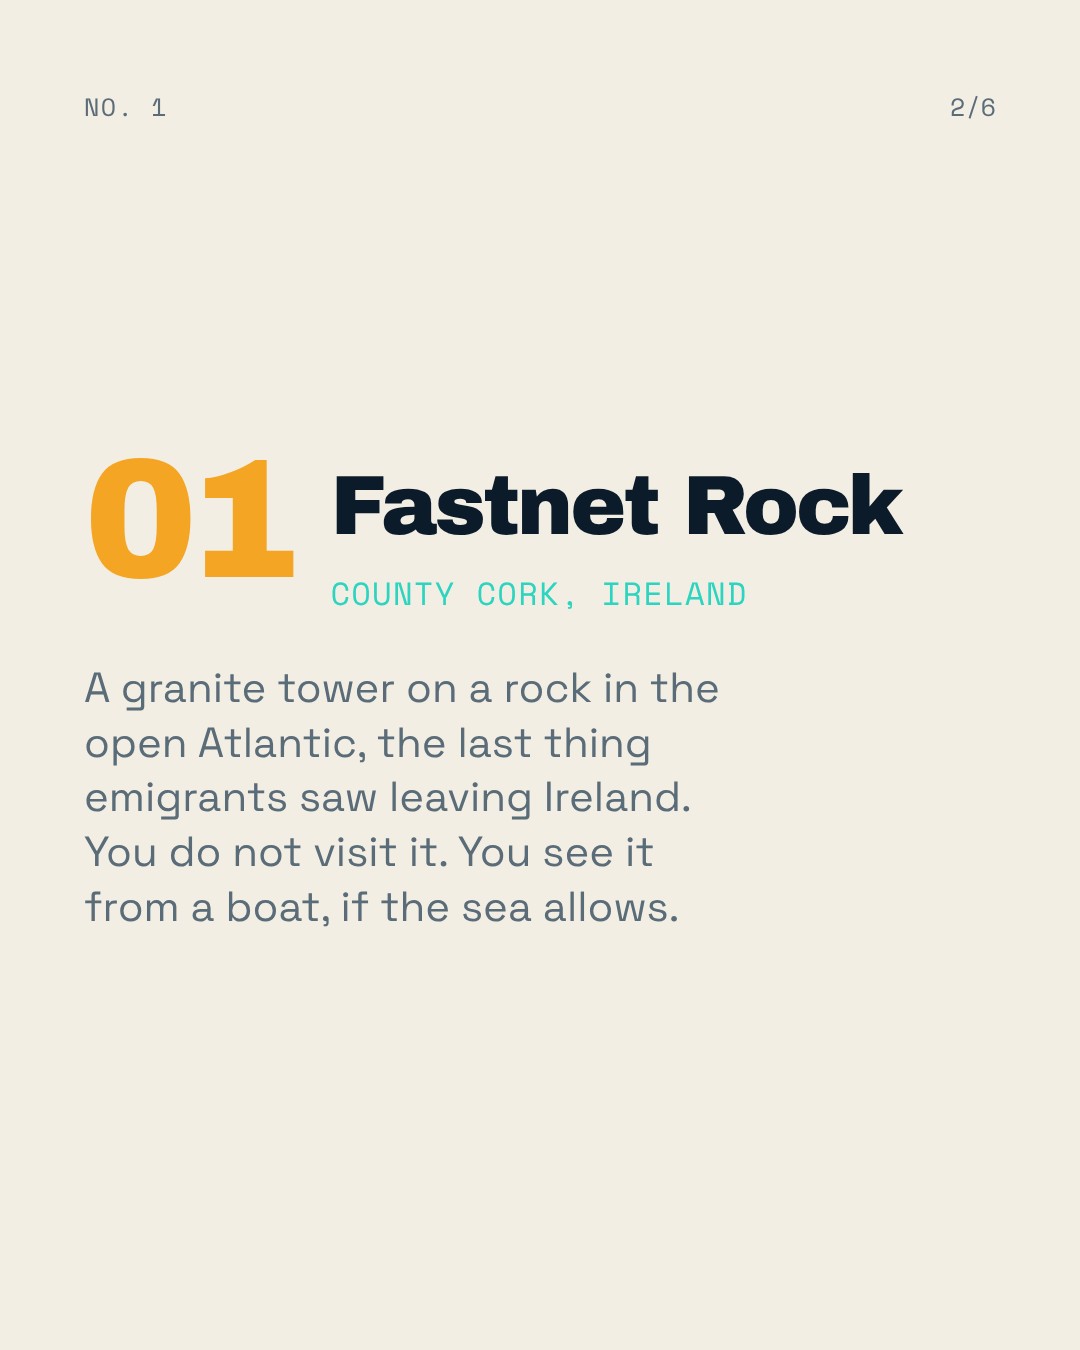 NO. 1
2/6
01
Fastnet Rock
COUNTY CORK, IRELAND
A granite tower on a rock in the
open Atlantic, the last thing
emigrants saw leaving Ireland.
You do not visit it. You see it
from a boat, if the sea allows.